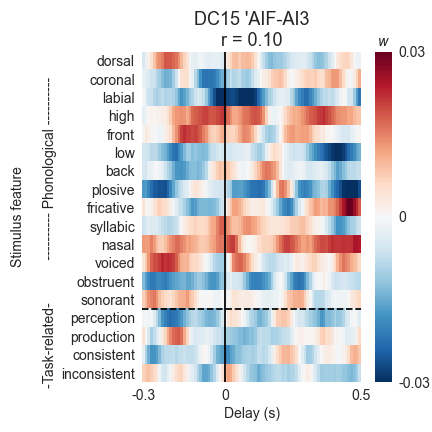 DC15 'AIF-AI3
r = 0.10
w
Stimulus feature
---------- Phonological ----------
-Task-related-
dorsal
coronal
labial
high
front
low
back
plosive
fricative
syllabic
nasal
voiced
obstruent
sonorant
perception
production
consistent
inconsistent
-0.3
0
0.5
Delay (s)
0.03
0
-0.03